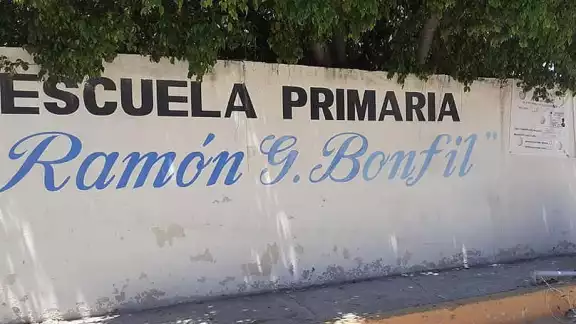 ESCUELA PRIMARIA
Ramón G. Bonfil"